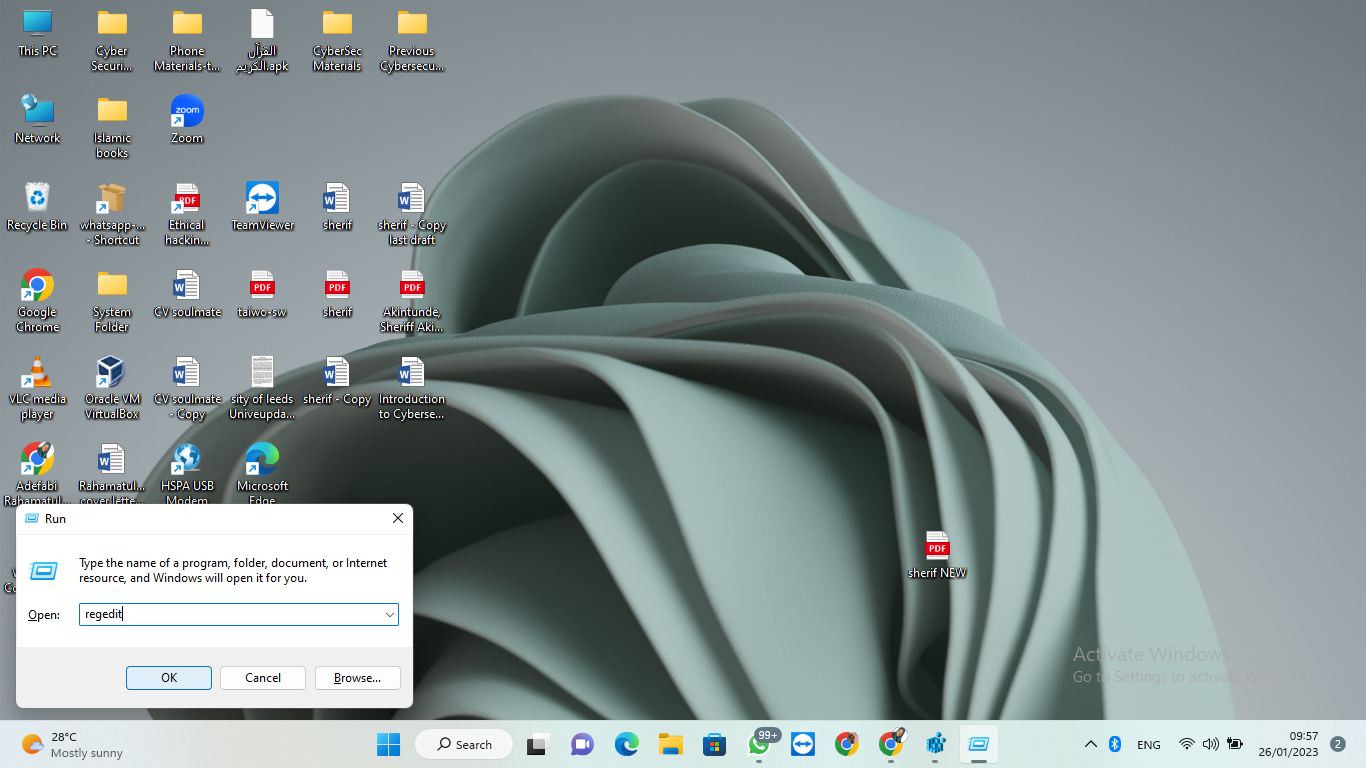 This PC
Cyber
Securi...
Phone
Materials-t...
القرآن
الكريم.apk
CyberSec
Materials
Previous
Cybersecu...
Network
Islamic
books
zoom
Zoom
Recycle Bin
whatsapp-...
- Shortcut
PDF
Ethical
hackin...
TeamViewer
W
sherif
W
sherif - Copy
last draft
Google
Chrome
System
Folder
W
CV soulmate
PDF
taiwo-sw
PDF
sherif
PDF
Akintunde,
Sheriff Aki...
VLC media
player
Oracle VM
VirtualBox
W
CV soulmate
- Copy
sity of leeds
Univeupda...
W
sherif - Copy
W
Introduction
to Cyberse...
Adefabi
Rahamatul...
W
Rahamatul...
cover lette...
HSPA USB
Modem
Microsoft
Edge
Run
Type the name of a program, folder, document, or Internet
resource, and Windows will open it for you.
Open:
regedit
OK
Cancel
Browse...
PDF
sherif NEW
Activate Windows
Go to Settings to activate Windows.
28°C
Mostly sunny
Search
99+
ENG
09:57
26/01/2023
2